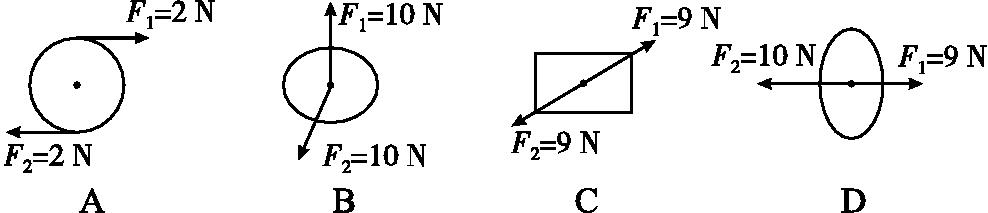 F₁=2 N
F₂=2 N
A
F₁=10 N
F₂=10 N
B
F₁=9 N
F₂=9 N
C
F₂=10 N
F₁=9 N
D